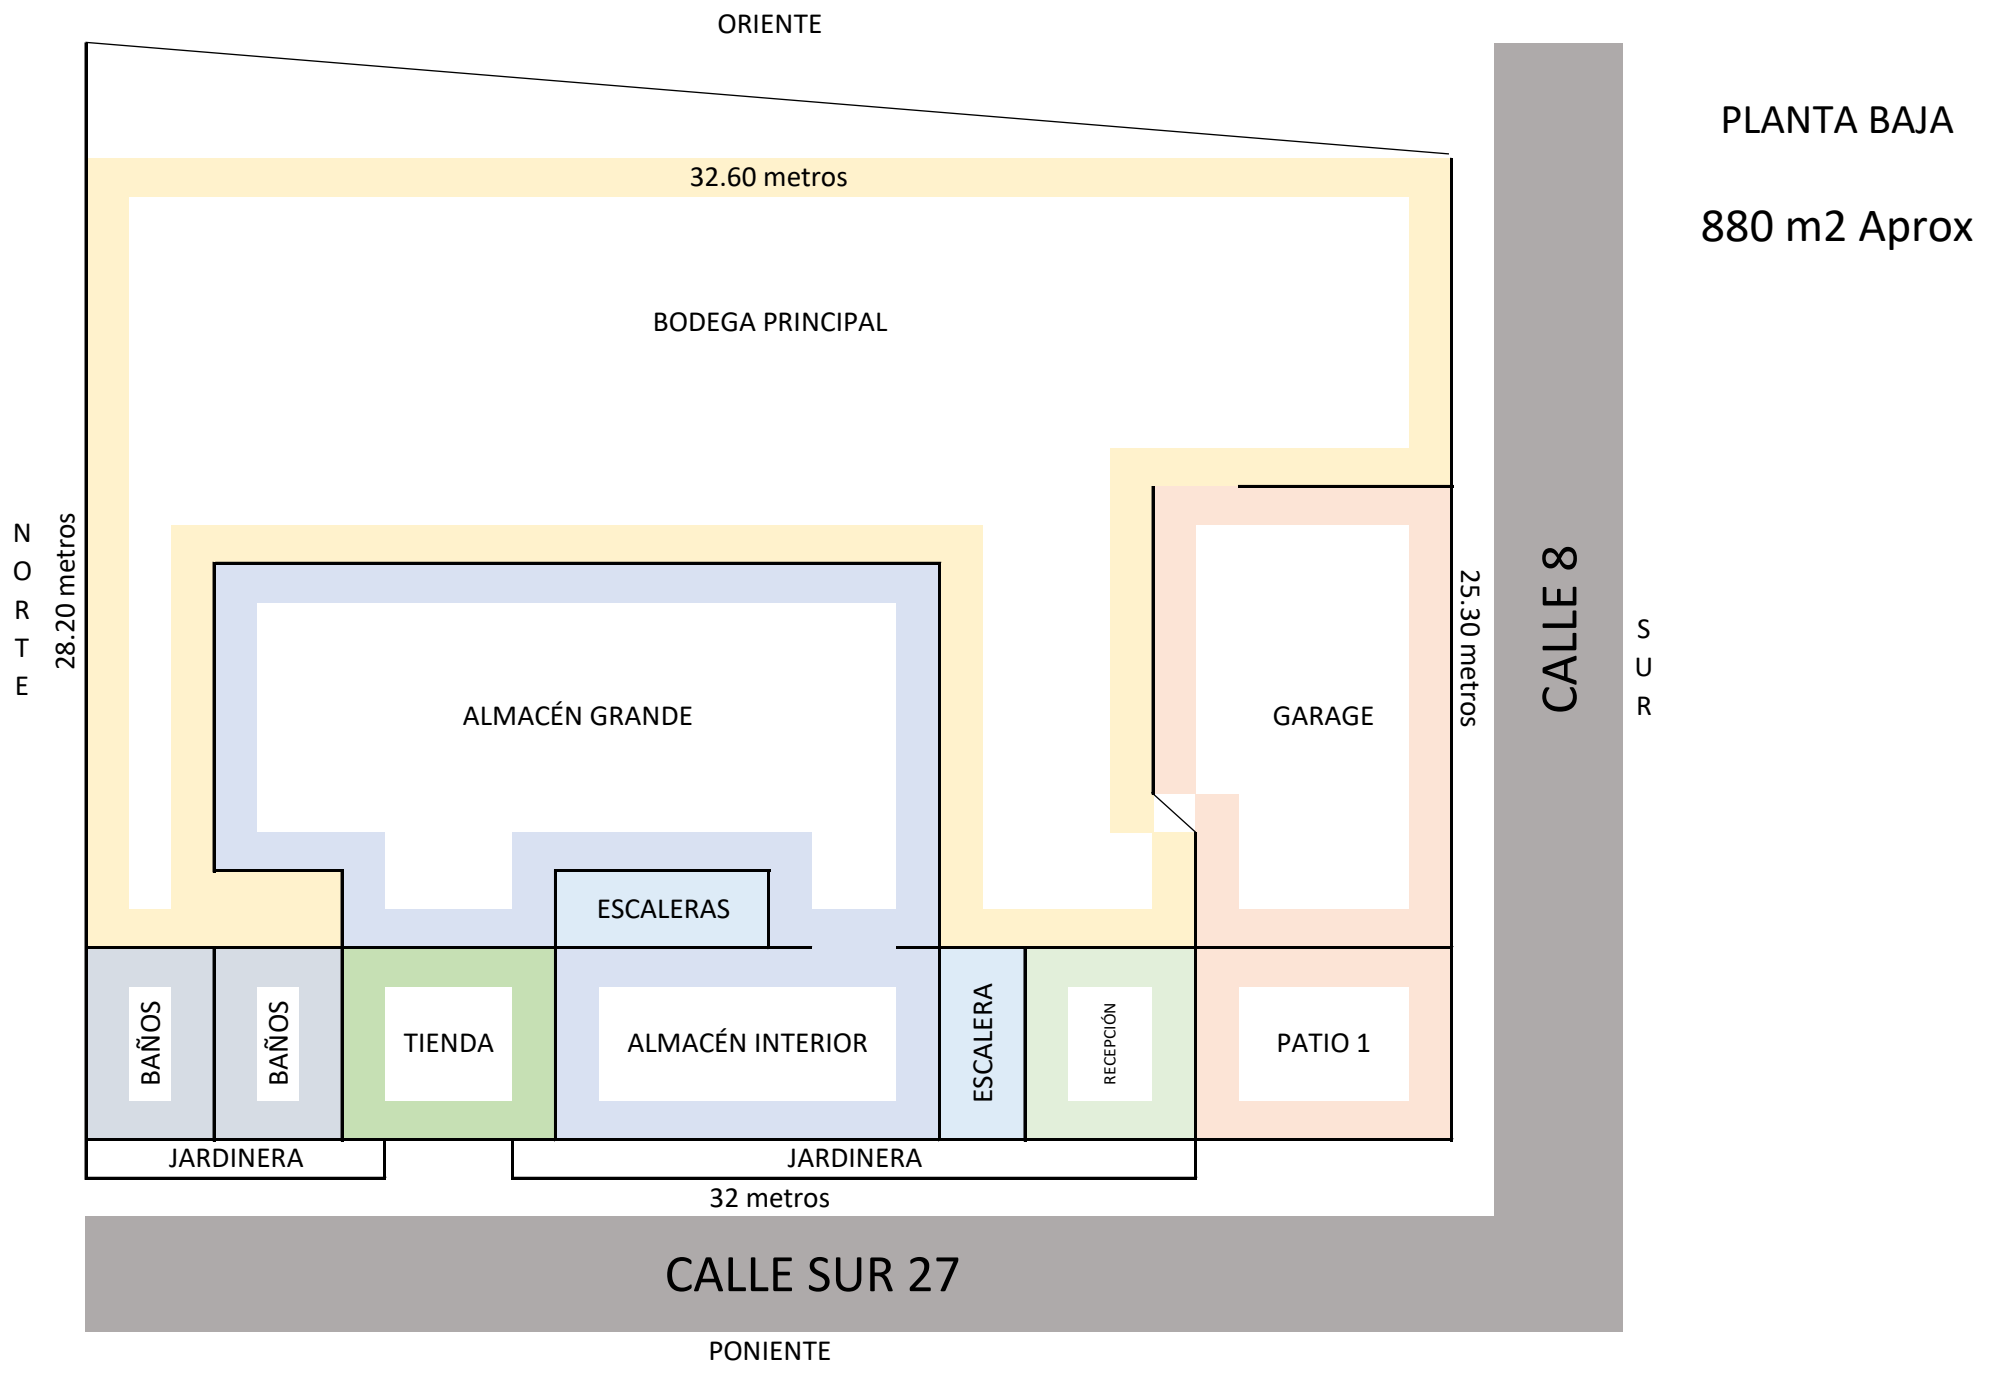 ORIENTE
PLANTA BAJA
880 m2 Aprox
32.60 metros
BODEGA PRINCIPAL
NORTE
28.20 metros
ALMACÉN GRANDE
GARAGE
25.30 metros
CALLE 8
SUR
ESCALERAS
BAÑOS
BAÑOS
TIENDA
ALMACÉN INTERIOR
ESCALERA
RECEPCIÓN
PATIO 1
JARDINERA
JARDINERA
32 metros
CALLE SUR 27
PONIENTE